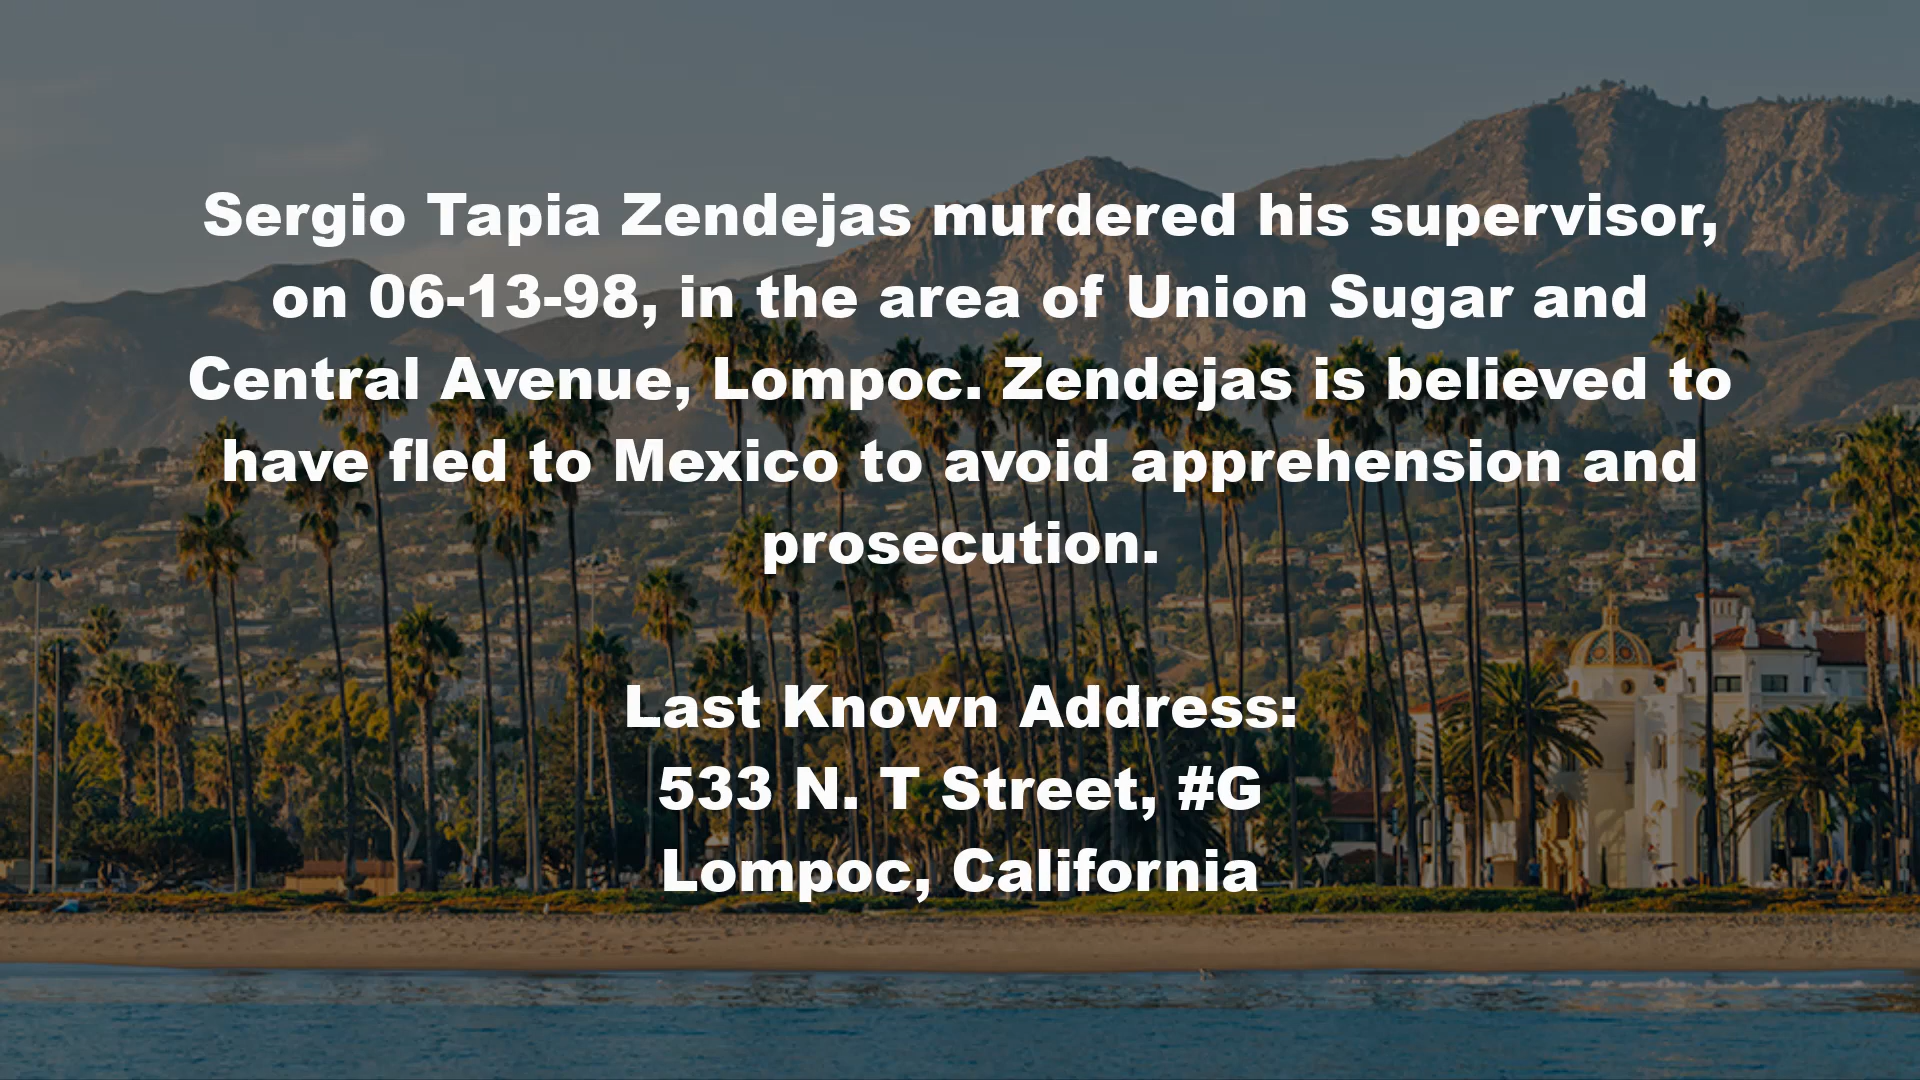 Sergio Tapia Zendejas murdered his supervisor,
on 06-13-98, in the area of Union Sugar and
Central Avenue, Lompoc. Zendejas is believed to
have fled to Mexico to avoid apprehension and
prosecution.
Last Known Address:
533 N. T Street, #G
Lompoc, California